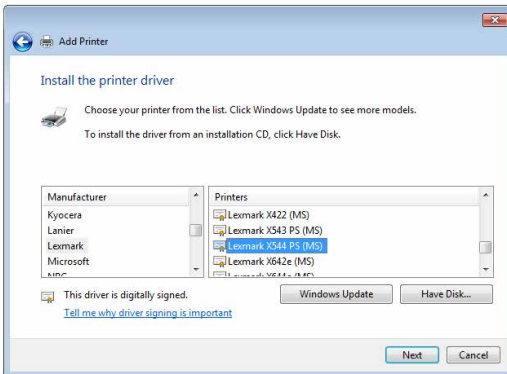 Add Printer
Install the printer driver
Choose your printer from the list. Click Windows Update to see more models.
To install the driver from an installation CD, click Have Disk.
Manufacturer
Kyocera
Lanier
Lexmark
Microsoft
Printers
Lexmark X422 (MS)
Lexmark X543 PS (MS)
Lexmark X544 PS (MS)
Lexmark X642e (MS)
This driver is digitally signed.
Tell me why driver signing is important
Windows Update
Have Disk...
Next
Cancel